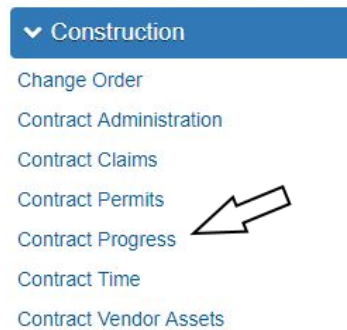 Construction
Change Order
Contract Administration
Contract Claims
Contract Permits
Contract Progress
Contract Time
Contract Vendor Assets